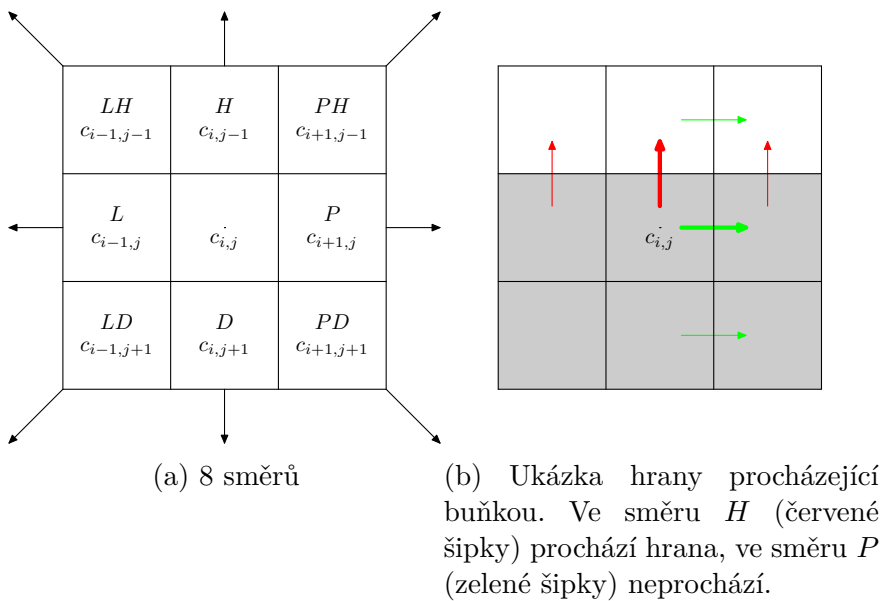 LH H PH
c_{i-1,j-1} c_{i,j-1} c_{i+1,j-1}
L P
c_{i-1,j} c_{i,j} c_{i+1,j}
LD D PD
c_{i-1,j+1} c_{i,j+1} c_{i+1,j+1}
(a) 8 směrů
c_{i,j}
(b) Ukázka hrany procházející
buňkou. Ve směru H (červené
šipky) prochází hrana, ve směru P
(zelené šipky) neprochází.